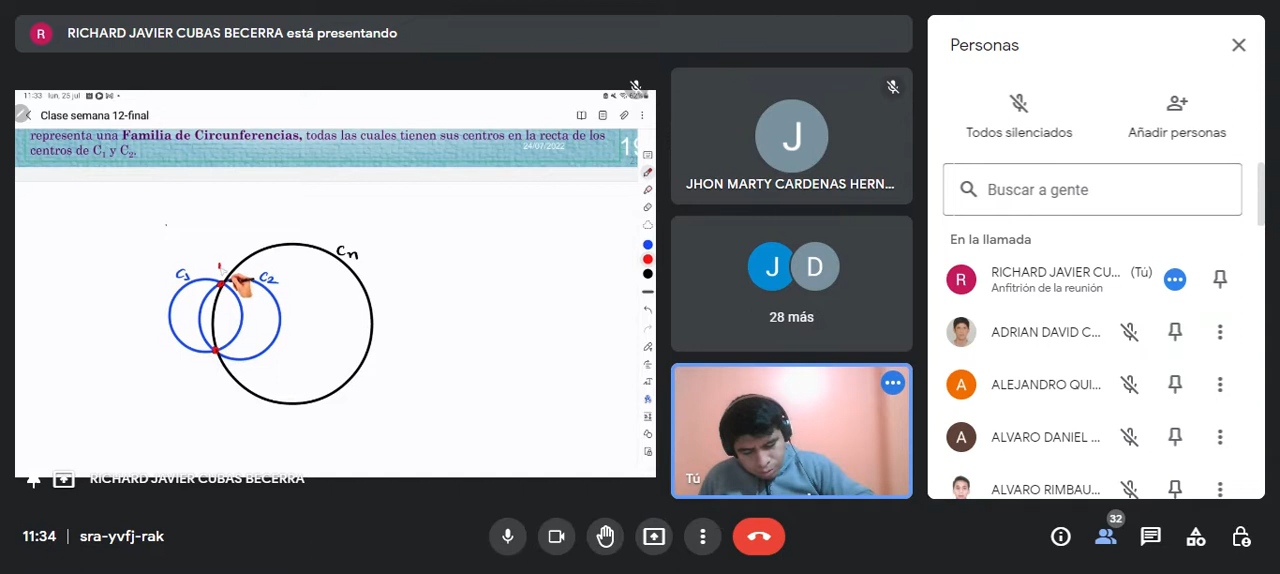 R RICHARD JAVIER CUBAS BECERRA está presentando
Personas
11:33 lun, 25 jul
Clase semana 12-final
representa una Familia de Circunferencias, todas las cuales tienen sus centros en la recta de los
centros de C₁ y C₂.
24/07/2022
19
C1
C2
Cn
RICHARD JAVIER CUBAS BECERRA
J
JHON MARTY CARDENAS HERN...
J D
28 más
Tú
Todos silenciados
Añadir personas
Buscar a gente
En la llamada
R RICHARD JAVIER CU... (Tú)
Anfitrión de la reunión
ADRIAN DAVID C...
A ALEJANDRO QUI...
A ALVARO DANIEL ...
ALVARO RIMBAU...
11:34 | sra-yvfj-rak
32